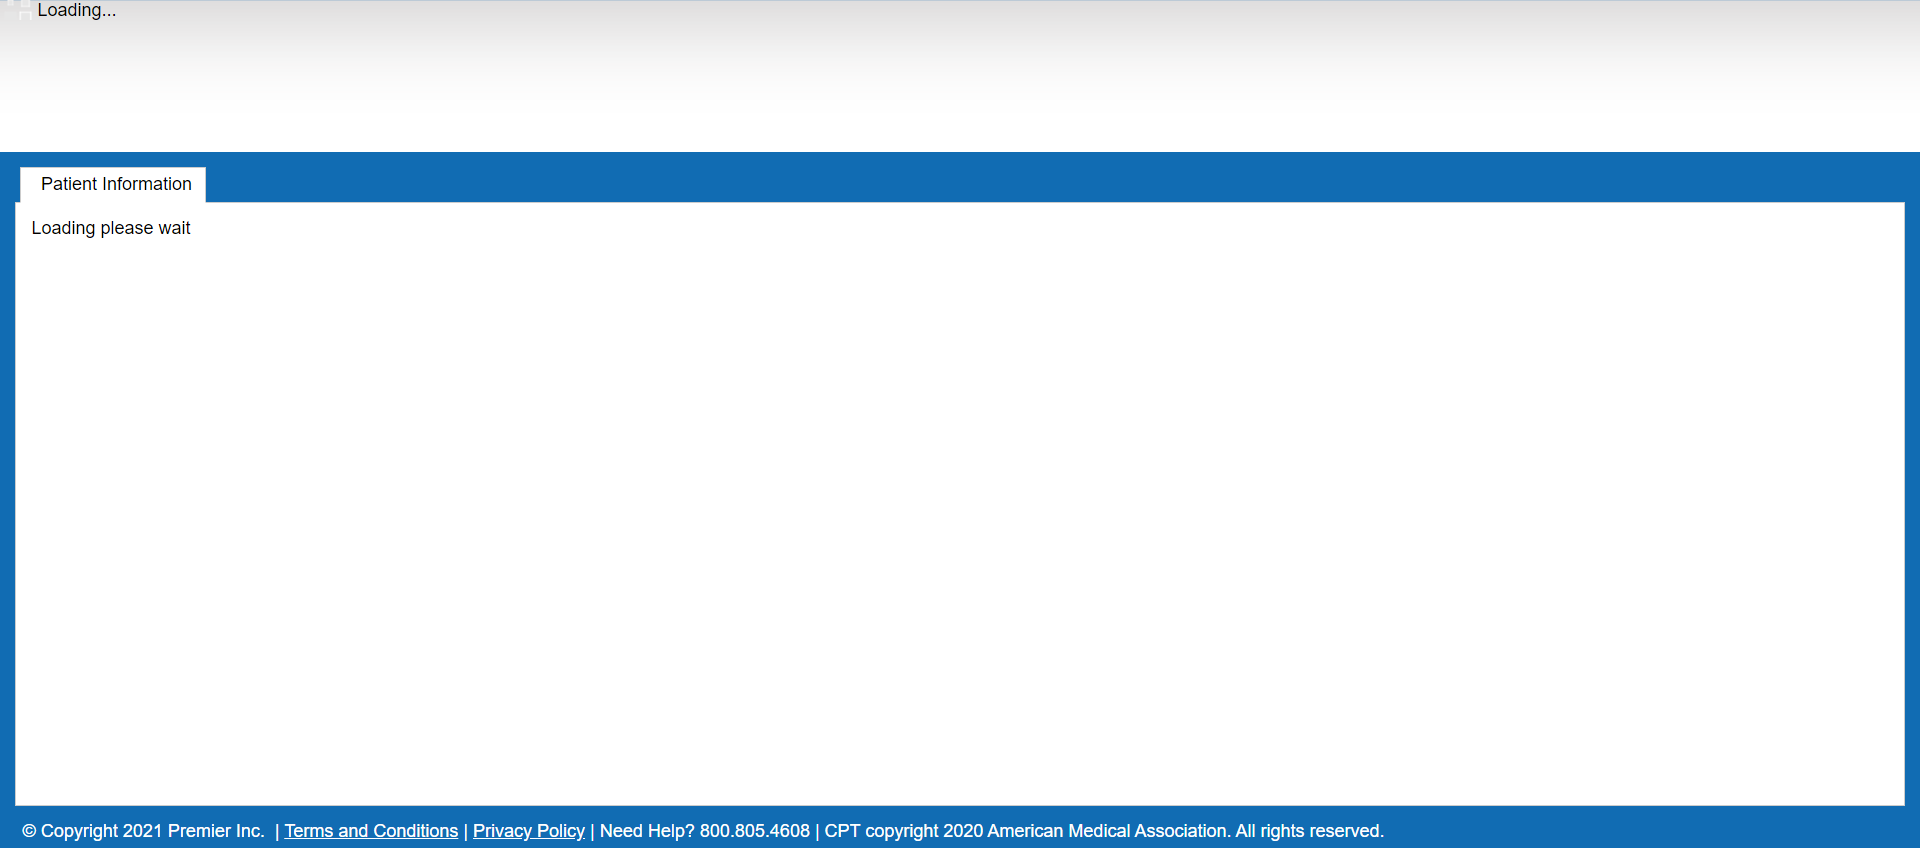 Loading...
Patient Information
Loading please wait
© Copyright 2021 Premier Inc. | Terms and Conditions | Privacy Policy | Need Help? 800.805.4608 | CPT copyright 2020 American Medical Association. All rights reserved.